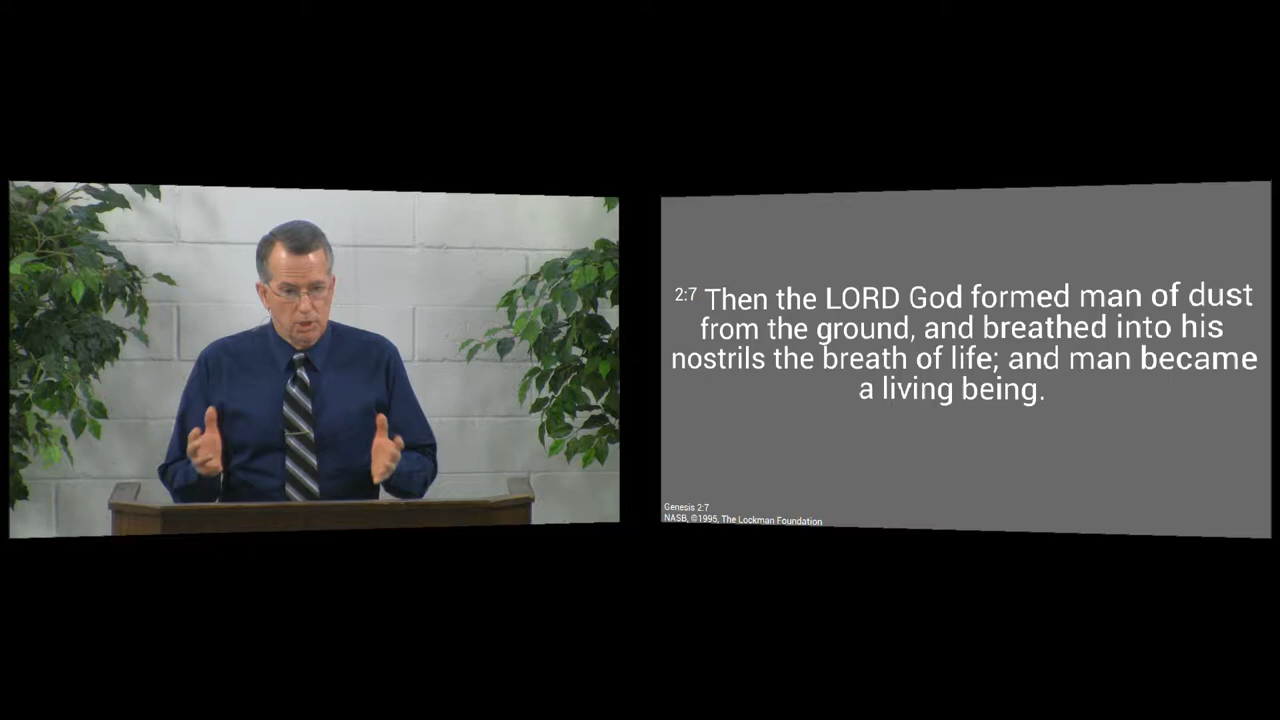 2:7 Then the LORD God formed man of dust
from the ground, and breathed into his
nostrils the breath of life; and man became
a living being.
Genesis 2:7
NASB, ©1995, The Lockman Foundation